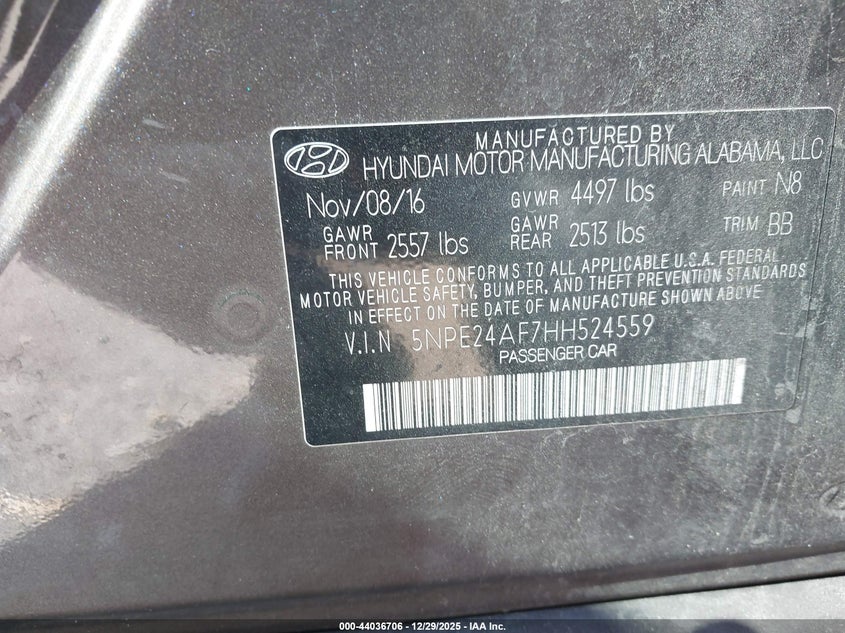 MANUFACTURED BY
HYUNDAI MOTOR MANUFACTURING ALABAMA, LLC
Nov/08/16 GVWR 4497 lbs PAINT N8
GAWR FRONT 2557 lbs GAWR REAR 2513 lbs TRIM BB
THIS VEHICLE CONFORMS TO ALL APPLICABLE U.S.A. FEDERAL
MOTOR VEHICLE SAFETY, BUMPER, AND THEFT PREVENTION STANDARDS
IN EFFECT ON THE DATE OF MANUFACTURE SHOWN ABOVE
V.I.N 5NPE24AF7HH524559
PASSENGER CAR
000-44036706 - 12/29/2025 - IAA Inc.